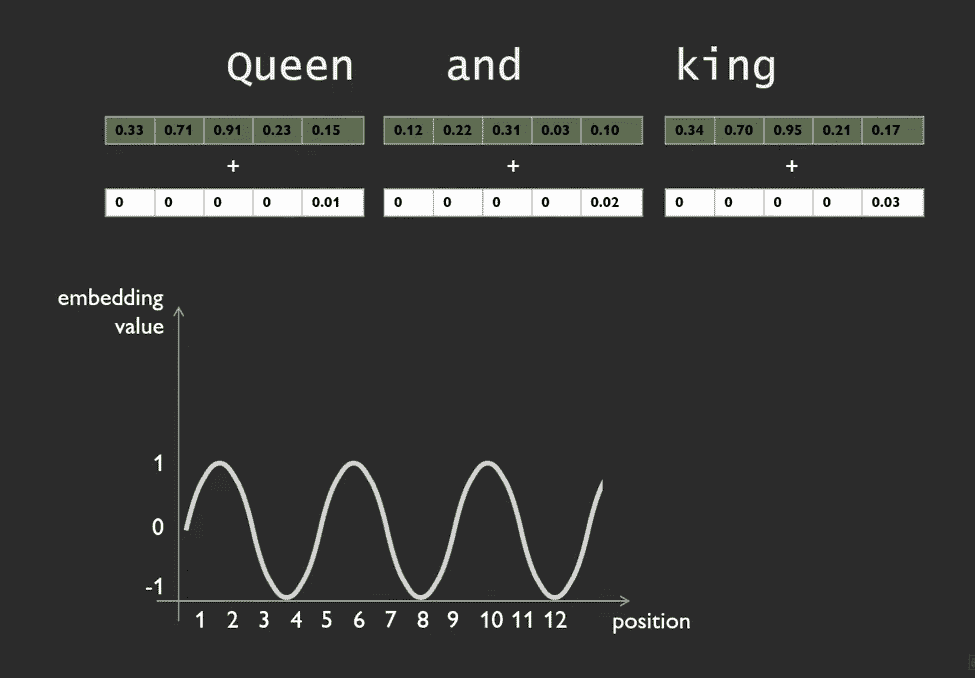 Queen and king
0.33 0.71 0.91 0.23 0.15 0.12 0.22 0.31 0.03 0.10 0.34 0.70 0.95 0.21 0.17
+ + +
0 0 0 0 0.01 0 0 0 0 0.02 0 0 0 0 0.03
embedding
value
1
0
-1
1 2 3 4 5 6 7 8 9 10 11 12 position